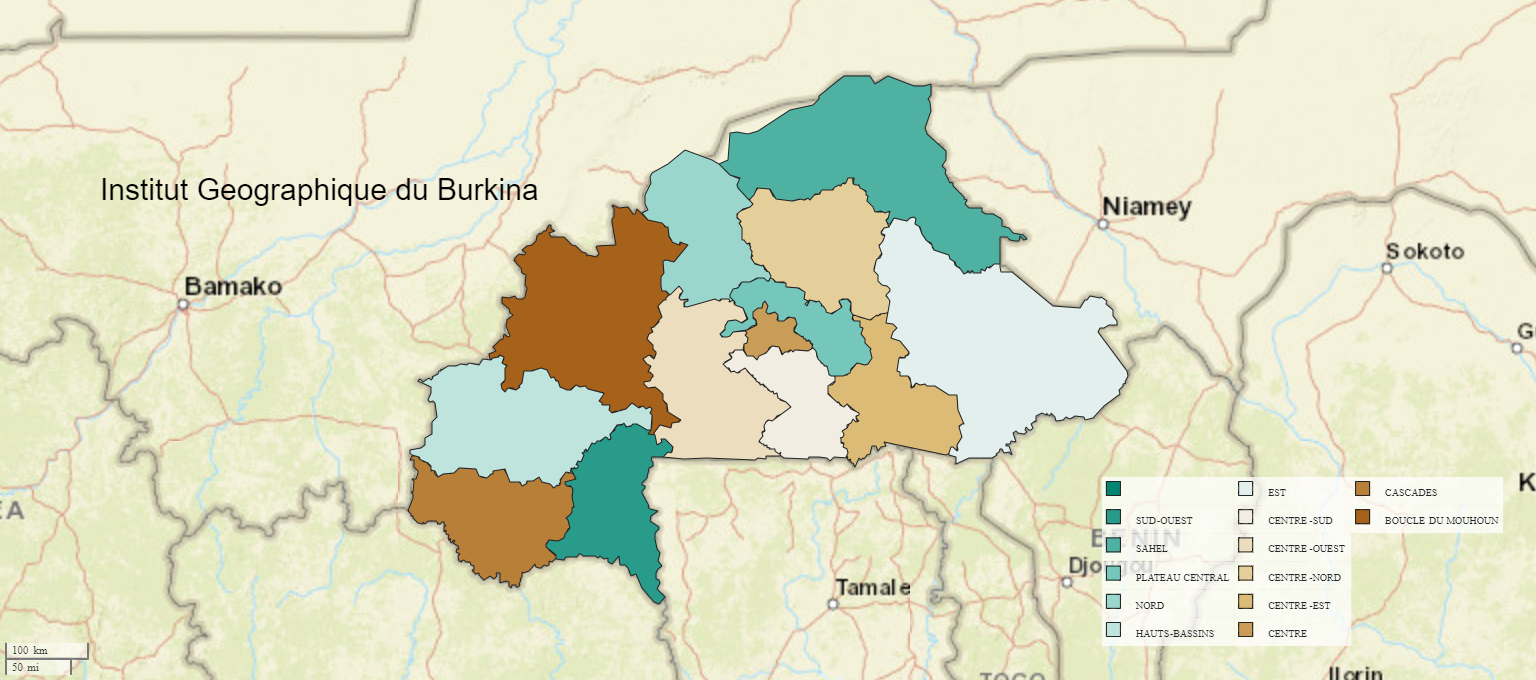 Institut Geographique du Burkina
Niamey
Sokoto
Bamako
EST
CASCADES
SUD-OUEST
CENTRE -SUD
BOUCLE DU MOUHOUN
SAHEL
CENTRE -OUEST
PLATEAU CENTRAL
CENTRE -NORD
NORD
CENTRE -EST
HAUTS-BASSINS
CENTRE
BENIN
Djougou
Tamale
TOGO
Ilorin
100 km
50 mi